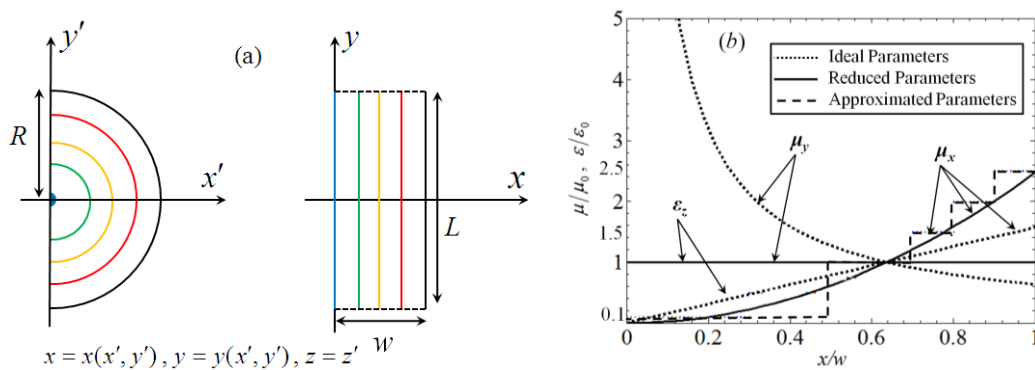 (a)
y′
R
x′
y
x
L
w
x = x(x′, y′) , y = y(x′, y′) , z = z′
(b)
Ideal Parameters
Reduced Parameters
Approximated Parameters
μ/μ₀ , ε/ε₀
5
4
3
2.5
2
1.5
1
0.1
μy
μx
εz
0 0.2 0.4 0.6 0.8 1
x/w